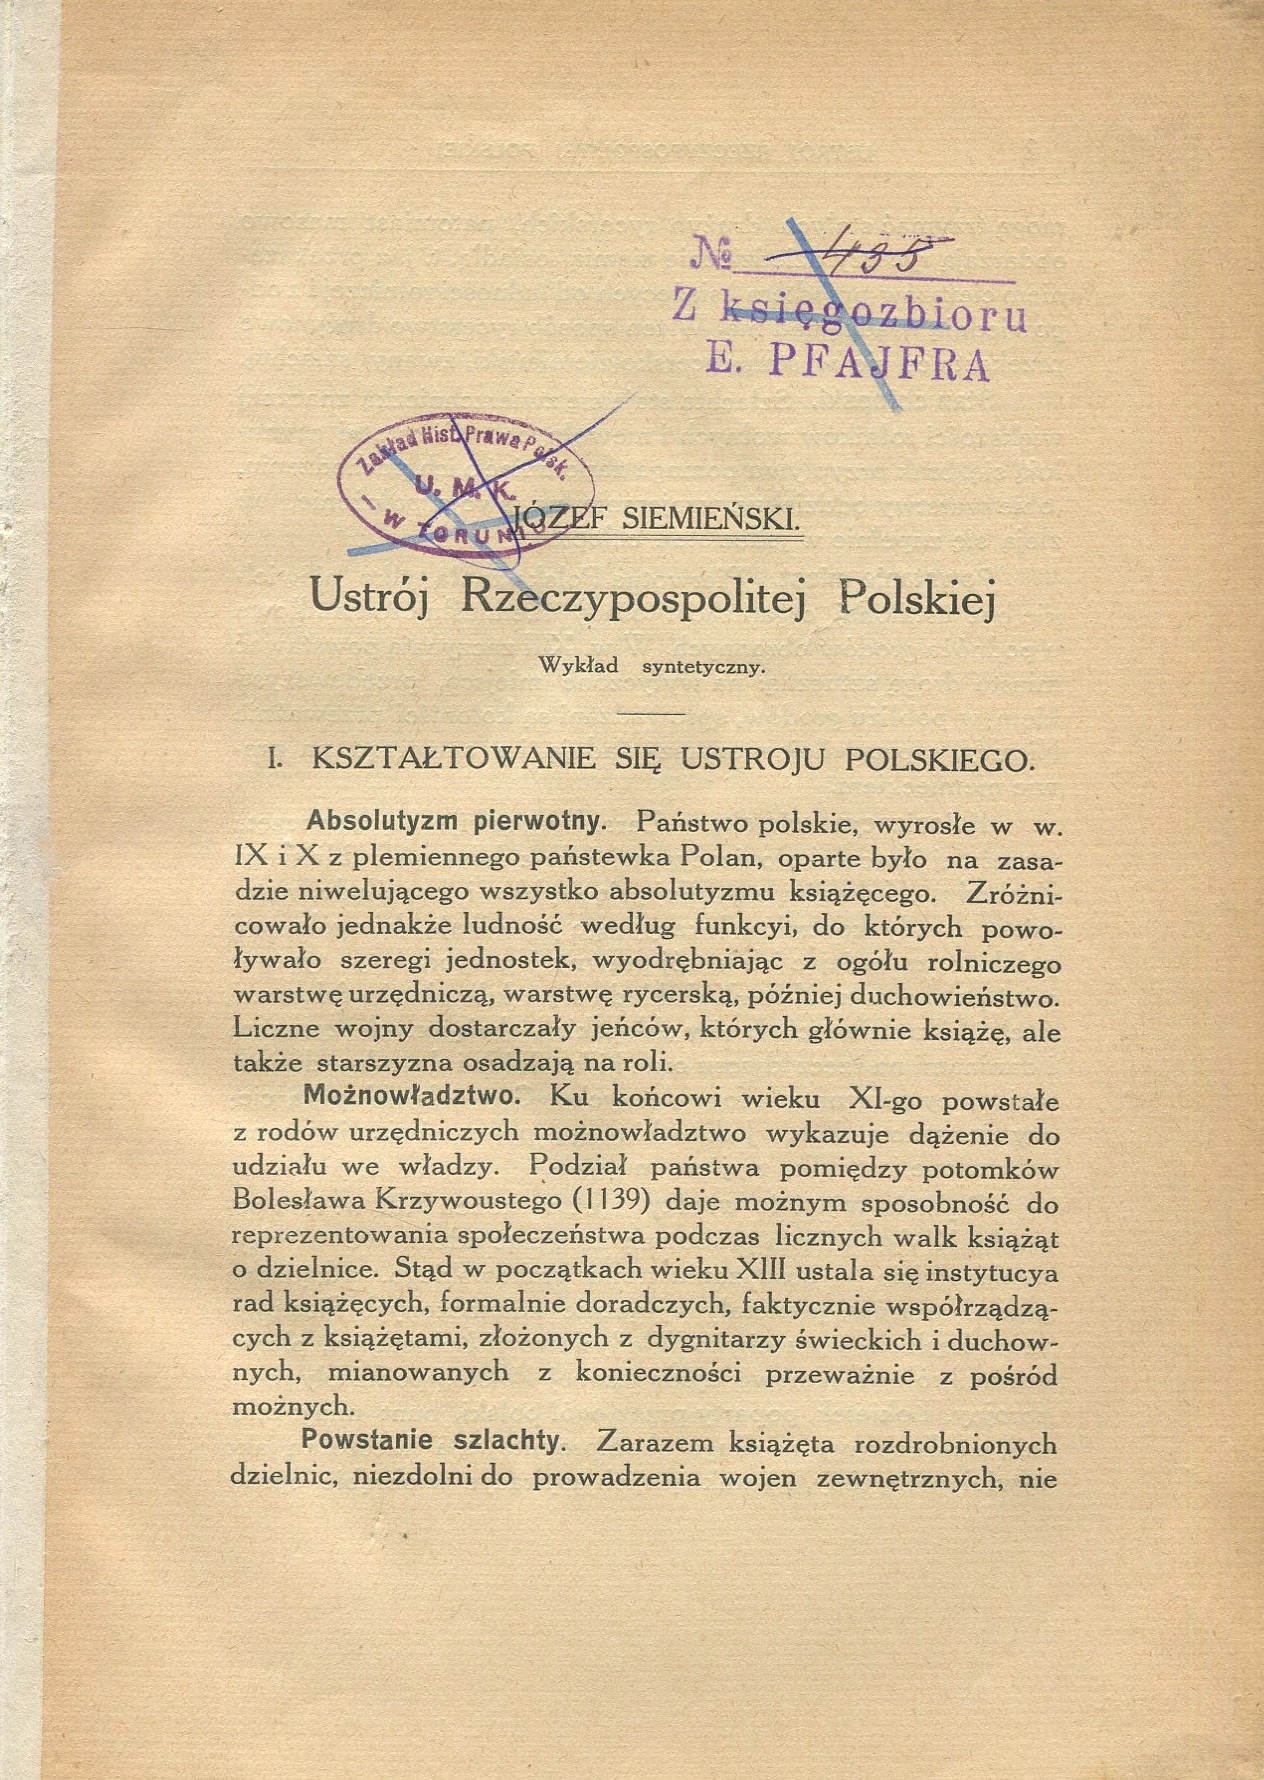 № 435
Z księgozbioru
E. PFAJFRA
Zakład Hist. Prawa Polsk.
U. M. K.
— W TORUNIU
JÓZEF SIEMIEŃSKI.
Ustrój Rzeczypospolitej Polskiej
Wykład syntetyczny.
I. KSZTAŁTOWANIE SIĘ USTROJU POLSKIEGO.
Absolutyzm pierwotny. Państwo polskie, wyrosłe w w.
IX i X z plemiennego państewka Polan, oparte było na zasa-
dzie niwelującego wszystko absolutyzmu książęcego. Zróżni-
cowało jednakże ludność według funkcyi, do których powo-
ływało szeregi jednostek, wyodrębniając z ogółu rolniczego
warstwę urzędniczą, warstwę rycerską, później duchowieństwo.
Liczne wojny dostarczały jeńców, których głównie książę, ale
także starszyzna osadzają na roli.
Możnowładztwo. Ku końcowi wieku XI-go powstałe
z rodów urzędniczych możnowładztwo wykazuje dążenie do
udziału we władzy. Podział państwa pomiędzy potomków
Bolesława Krzywoustego (1139) daje możnym sposobność do
reprezentowania społeczeństwa podczas licznych walk książąt
o dzielnice. Stąd w początkach wieku XIII ustala się instytucya
rad książęcych, formalnie doradczych, faktycznie współrządzą-
cych z książętami, złożonych z dygnitarzy świeckich i duchow-
nych, mianowanych z konieczności przeważnie z pośród
możnych.
Powstanie szlachty. Zarazem książęta rozdrobnionych
dzielnic, niezdolni do prowadzenia wojen zewnętrznych, nie